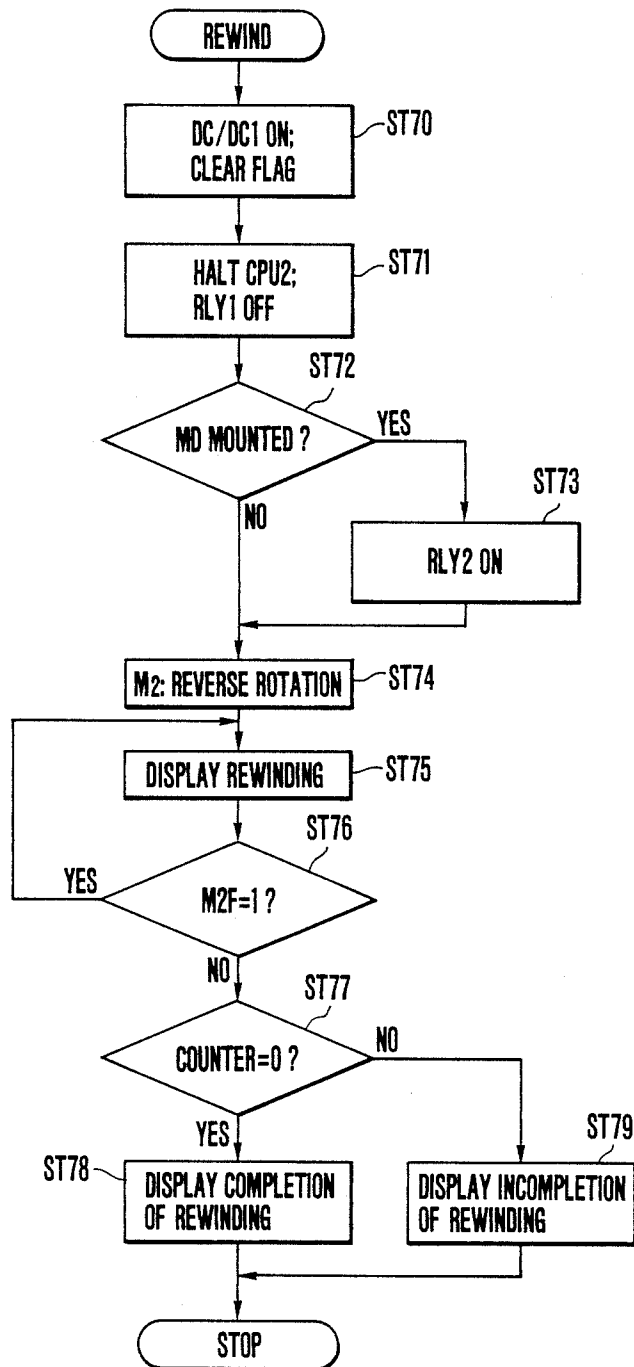 REWIND
DC/DC1 ON;
CLEAR FLAG
ST70
HALT CPU2;
RLY1 OFF
ST71
ST72
MD MOUNTED ?
YES
NO
ST73
RLY2 ON
M2: REVERSE ROTATION
ST74
DISPLAY REWINDING
ST75
ST76
M2F=1 ?
YES
NO
ST77
COUNTER=0 ?
NO
YES
ST78
DISPLAY COMPLETION
OF REWINDING
ST79
DISPLAY INCOMPLETION
OF REWINDING
STOP